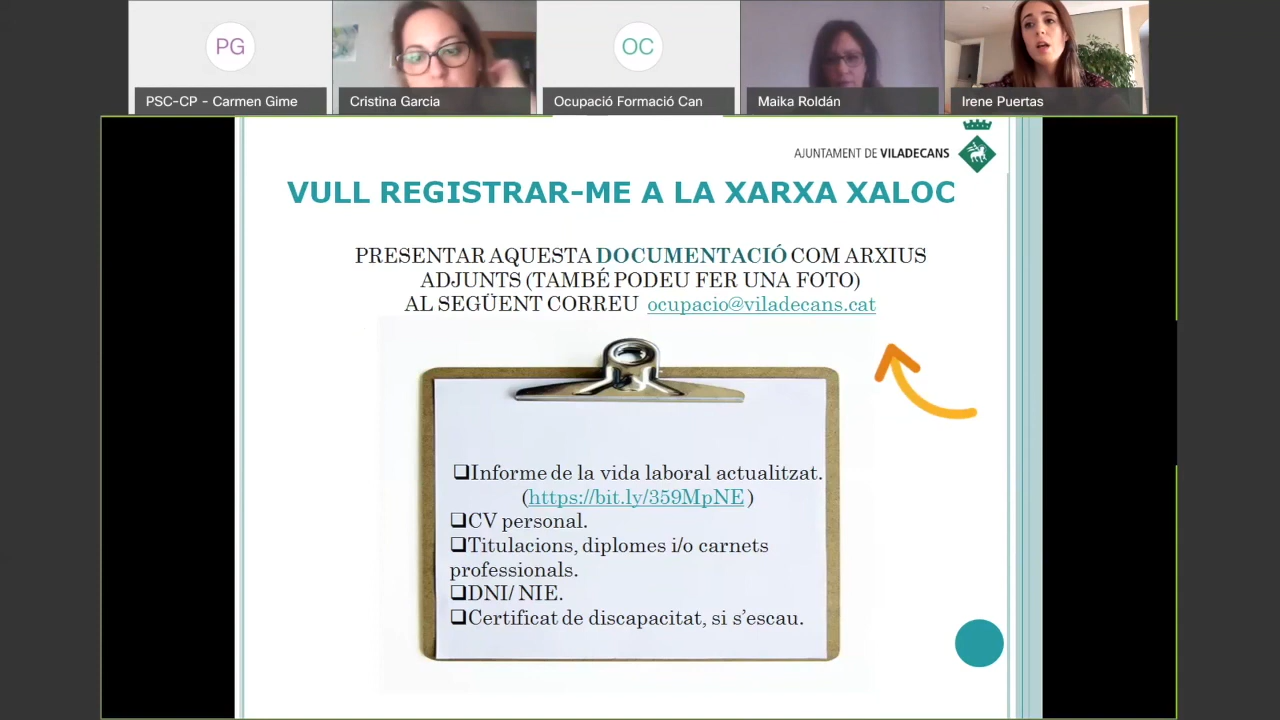 PG
OC
PSC-CP - Carmen Gime
Cristina Garcia
Ocupació Formació Can
Maika Roldán
Irene Puertas
AJUNTAMENT DE VILADECANS
VULL REGISTRAR-ME A LA XARXA XALOC
PRESENTAR AQUESTA DOCUMENTACIÓ COM ARXIUS
ADJUNTS (TAMBÉ PODEU FER UNA FOTO)
AL SEGÜENT CORREU ocupacio@viladecans.cat
❑Informe de la vida laboral actualitzat.
(https://bit.ly/359MpNE )
❑CV personal.
❑Titulacions, diplomes i/o carnets
professionals.
❑DNI/ NIE.
❑Certificat de discapacitat, si s’escau.